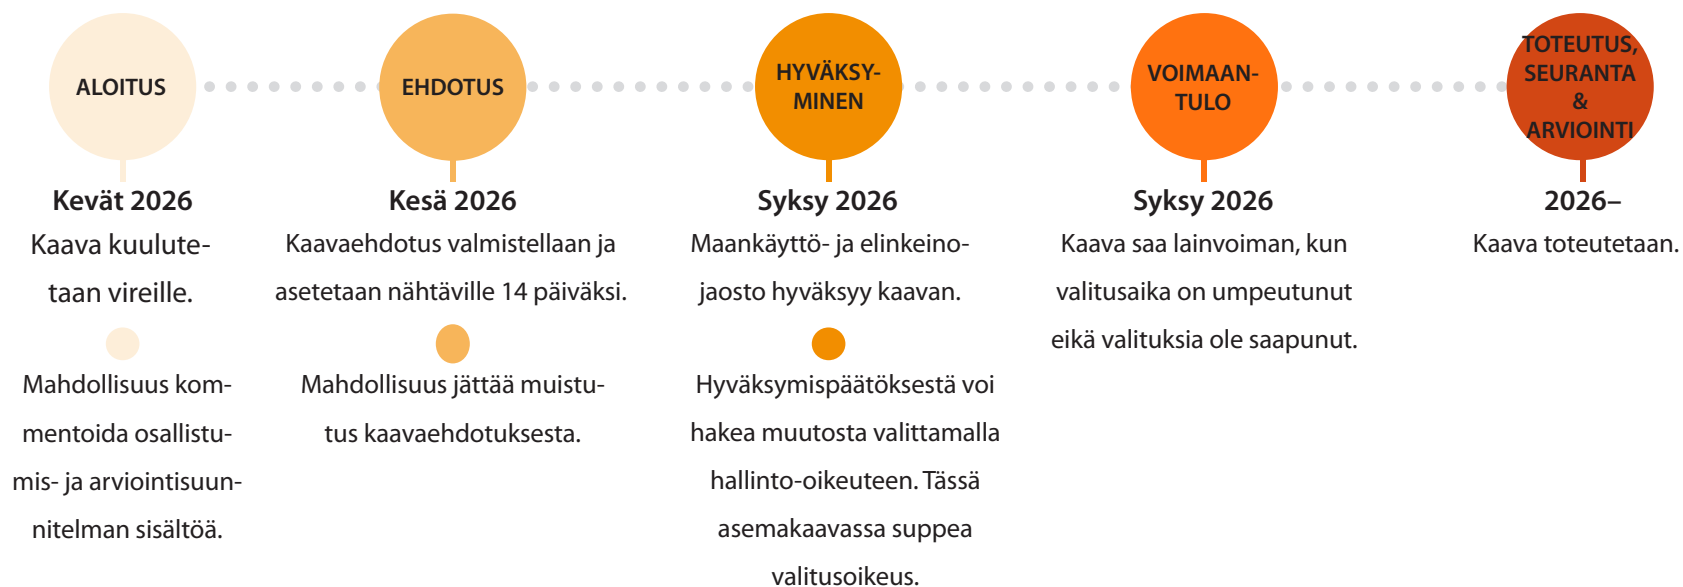 ALOITUS
Kevät 2026
Kaava kuulute-
taan vireille.
Mahdollisuus kom-
mentoida osallistu-
mis- ja arviointisuun-
nitelman sisältöä.
EHDOTUS
Kesä 2026
Kaavaehdotus valmistellaan ja
asetetaan nähtäville 14 päiväksi.
Mahdollisuus jättää muistu-
tus kaavaehdotuksesta.
HYVÄKSY-
MINEN
Syksy 2026
Maankäyttö- ja elinkeino-
jaosto hyväksyy kaavan.
Hyväksymispäätöksestä voi
hakea muutosta valittamalla
hallinto-oikeuteen. Tässä
asemakaavassa suppea
valitusoikeus.
VOIMAAN-
TULO
Syksy 2026
Kaava saa lainvoiman, kun
valitusaika on umpeutunut
eikä valituksia ole saapunut.
TOTEUTUS,
SEURANTA
&
ARVIOINTI
2026–
Kaava toteutetaan.